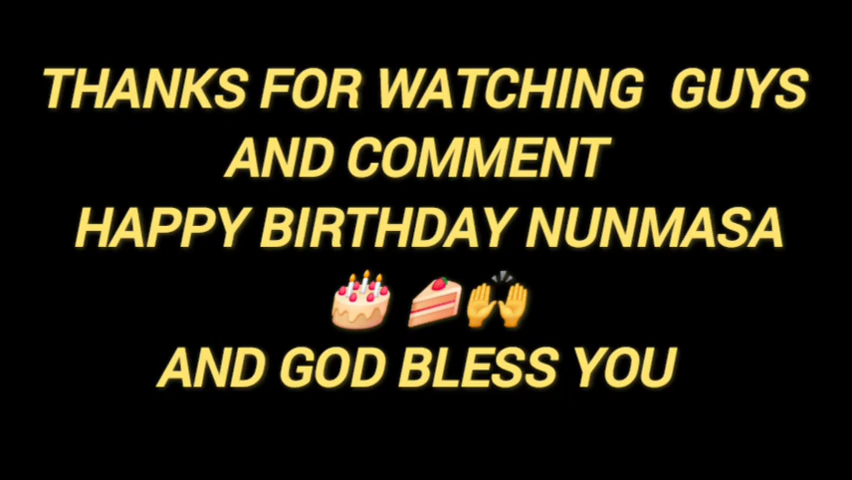 THANKS FOR WATCHING GUYS
AND COMMENT
HAPPY BIRTHDAY NUNMASA
🎂 🍰🙌
AND GOD BLESS YOU